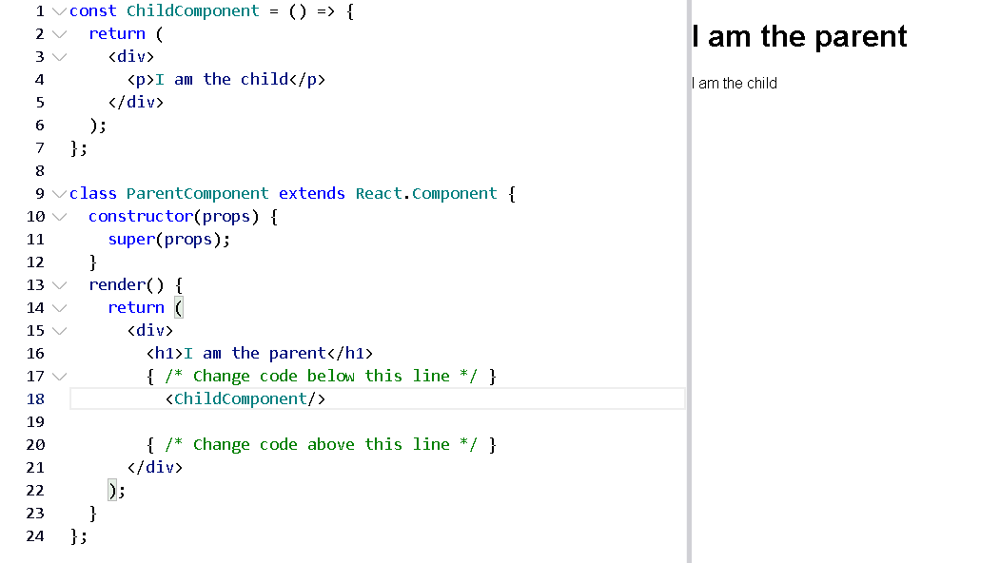 1 const ChildComponent = () => {
2   return (
3     <div>
4       <p>I am the child</p>
5     </div>
6   );
7 };
8
9 class ParentComponent extends React.Component {
10   constructor(props) {
11     super(props);
12   }
13   render() {
14     return (
15       <div>
16         <h1>I am the parent</h1>
17         { /* Change code below this line */ }
18           <ChildComponent/>
19
20         { /* Change code above this line */ }
21       </div>
22     );
23   }
24 };
I am the parent
I am the child